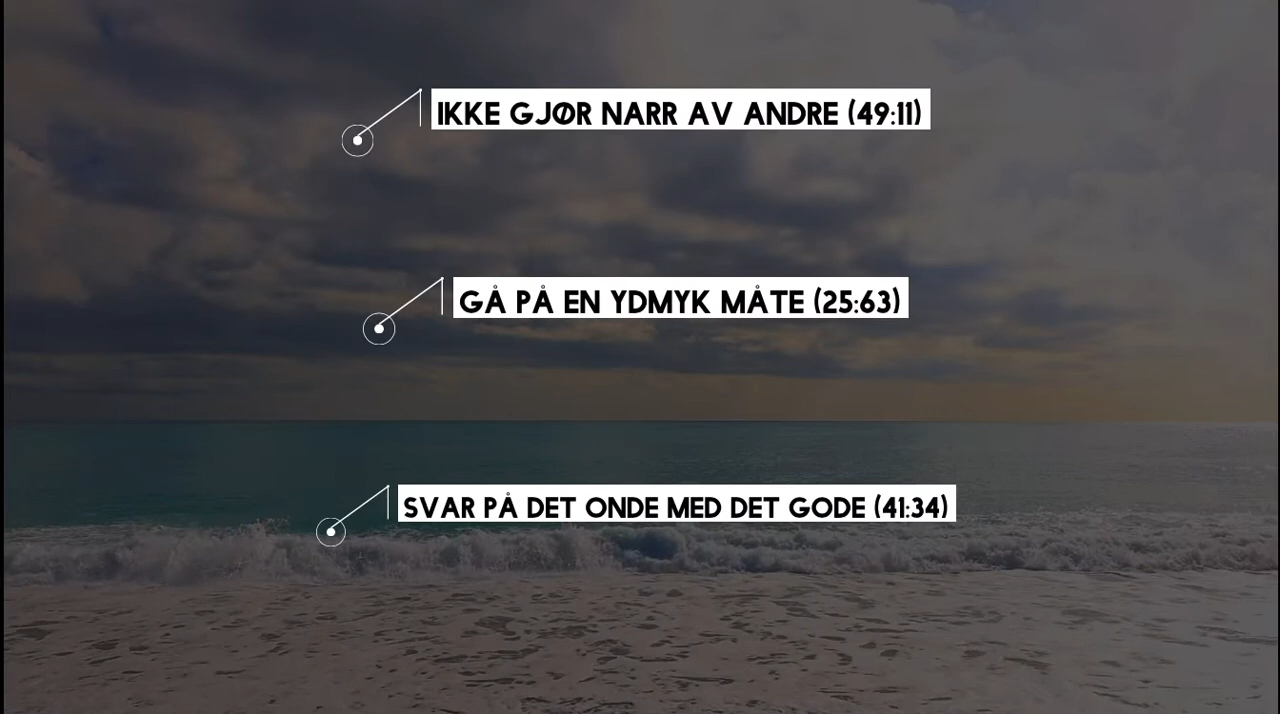 IKKE GJØR NARR AV ANDRE (49:11)
GÅ PÅ EN YDMYK MÅTE (25:63)
SVAR PÅ DET ONDE MED DET GODE (41:34)